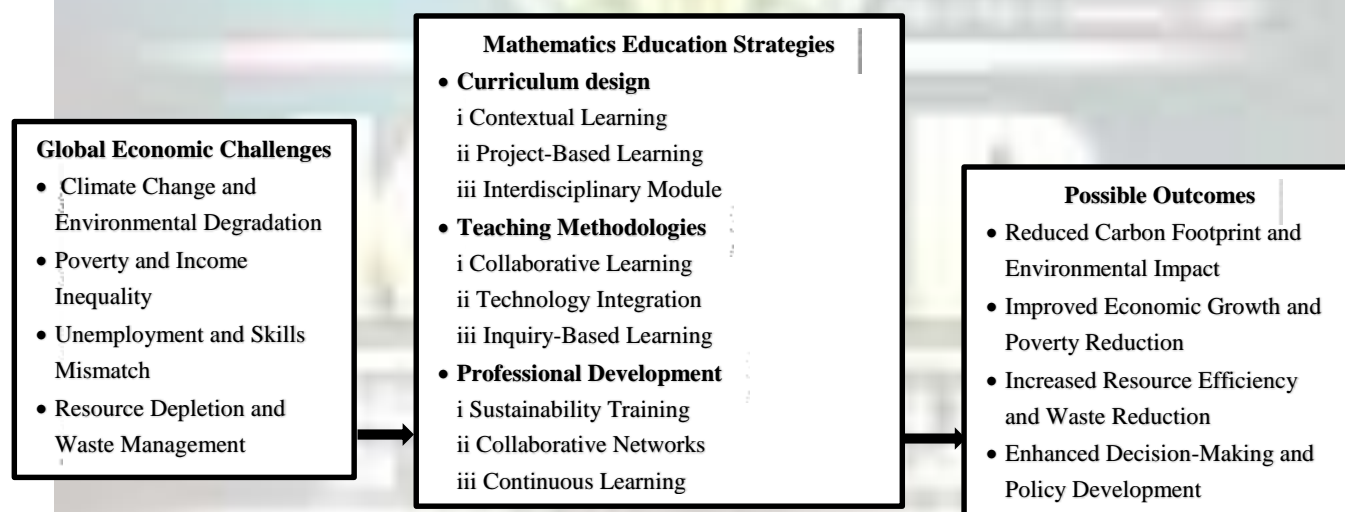 Global Economic Challenges
• Climate Change and
Environmental Degradation
• Poverty and Income
Inequality
• Unemployment and Skills
Mismatch
• Resource Depletion and
Waste Management
Mathematics Education Strategies
• Curriculum design
i Contextual Learning
ii Project-Based Learning
iii Interdisciplinary Module
• Teaching Methodologies
i Collaborative Learning
ii Technology Integration
iii Inquiry-Based Learning
• Professional Development
i Sustainability Training
ii Collaborative Networks
iii Continuous Learning
Possible Outcomes
• Reduced Carbon Footprint and
Environmental Impact
• Improved Economic Growth and
Poverty Reduction
• Increased Resource Efficiency
and Waste Reduction
• Enhanced Decision-Making and
Policy Development